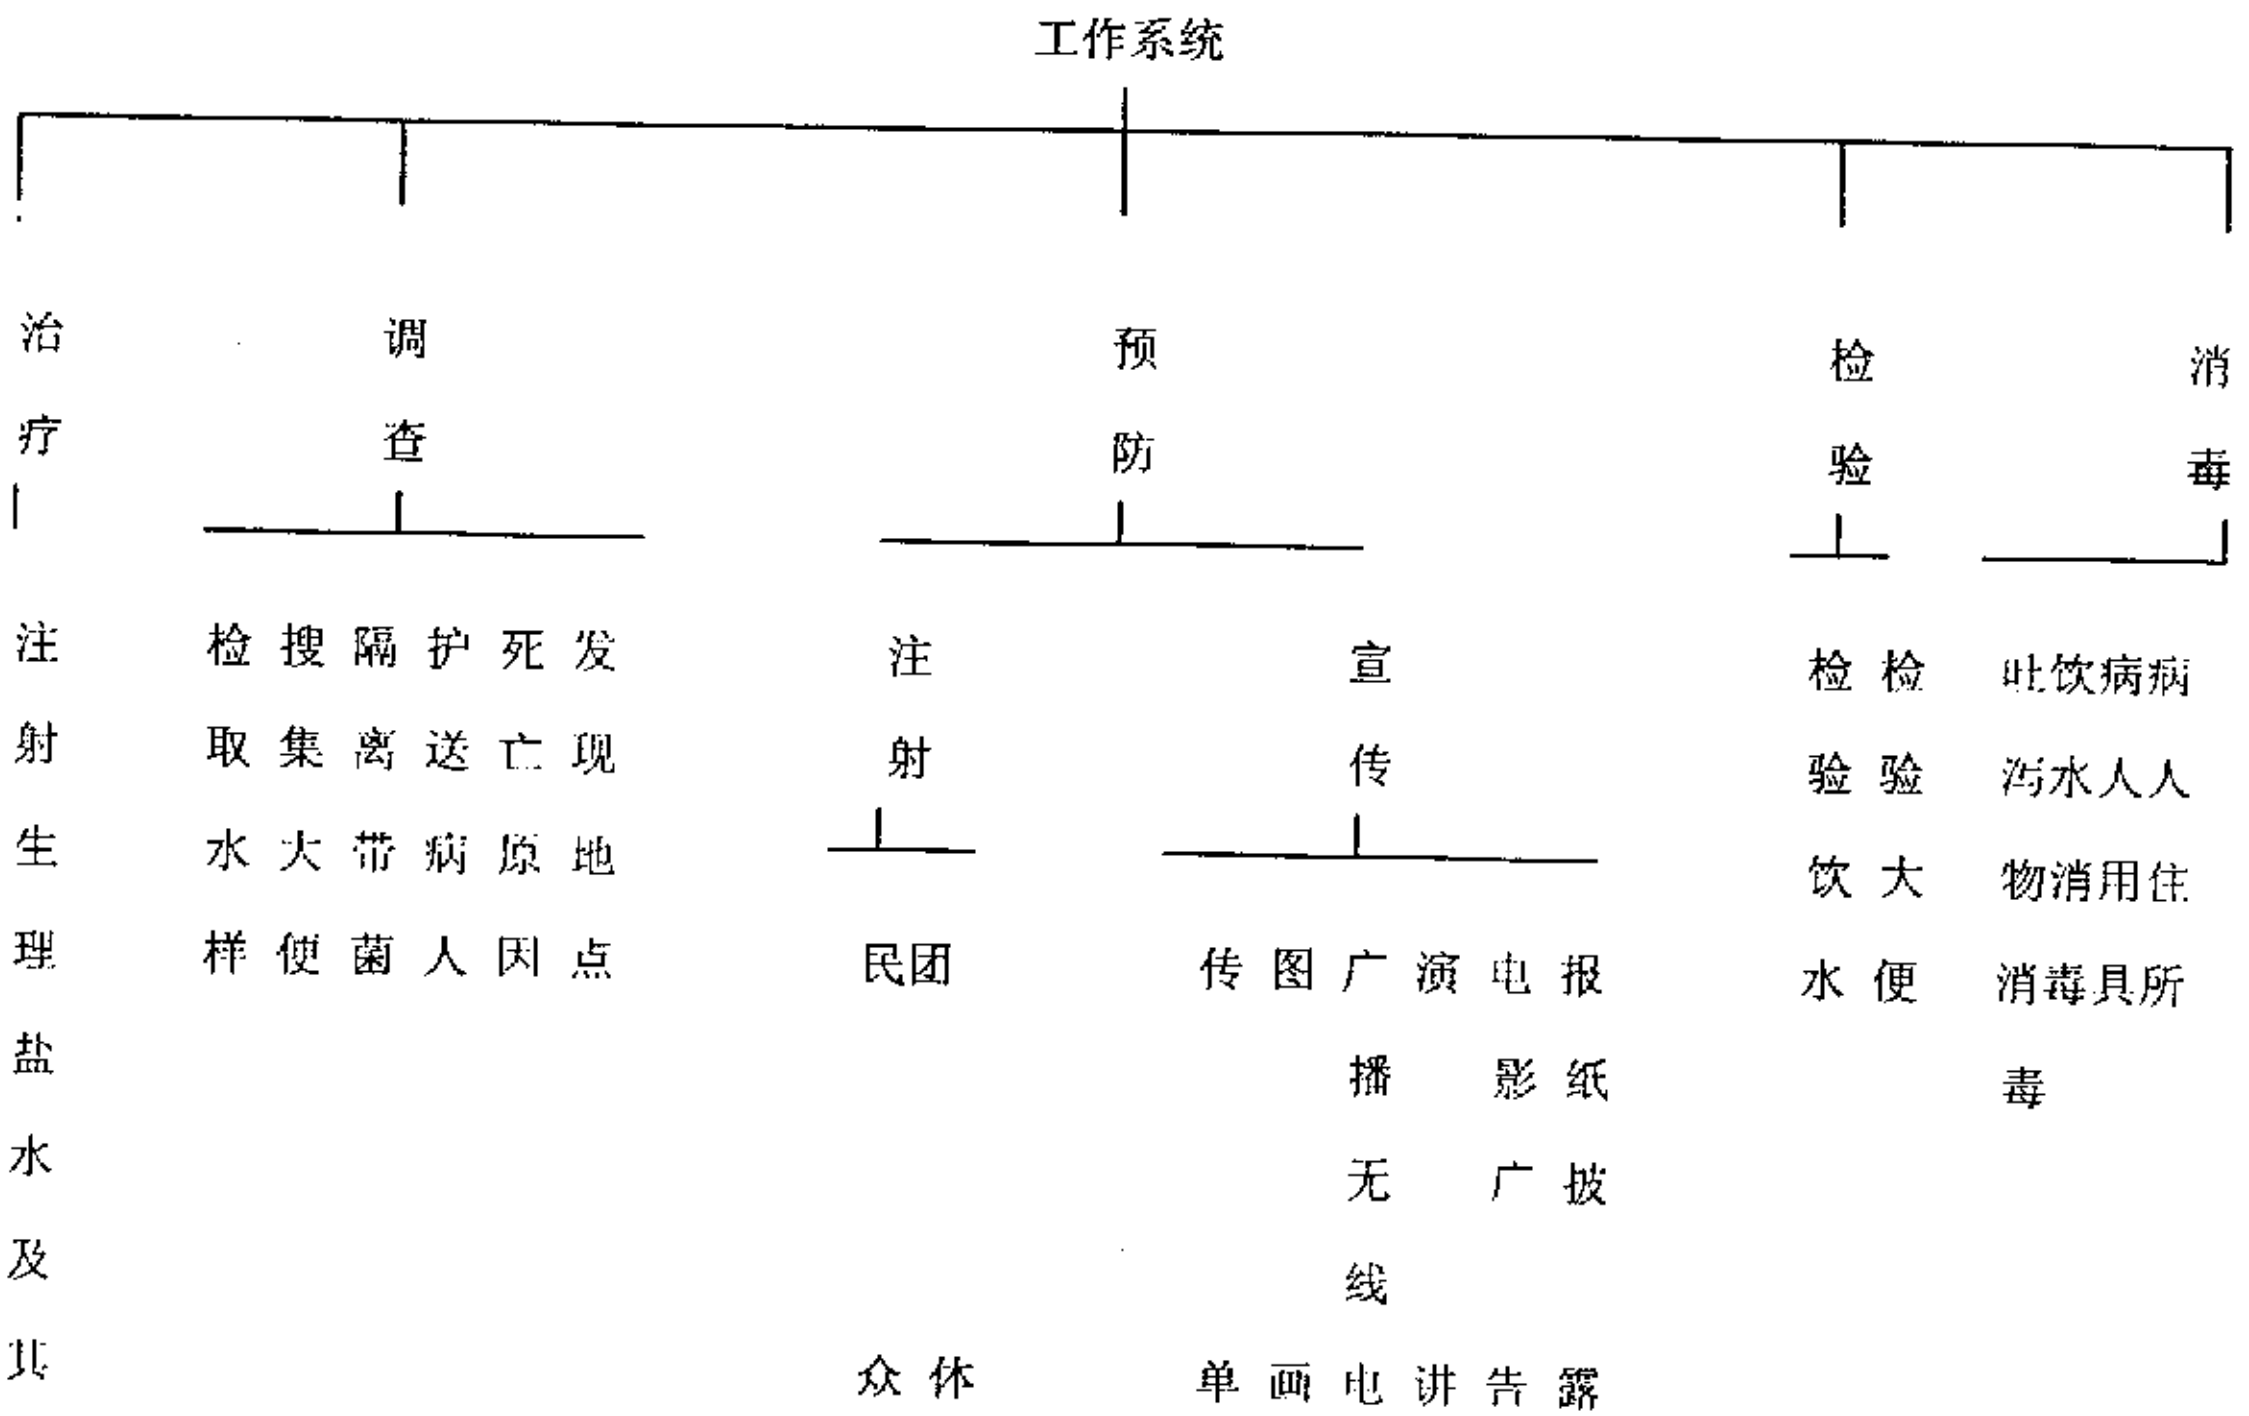 工作系统
治疗
调查
预防
检验
消毒
注射生理盐水及其
检取水样
搜集大便
隔离带菌
护送病人
死亡原因
发现地点
注射
宣传
民众
团体
传单
图画
广播无线电
演讲
电影广告
报纸披露
检验饮水
检验大便
吐泻物消毒
饮水消毒
病人用具
病人住所